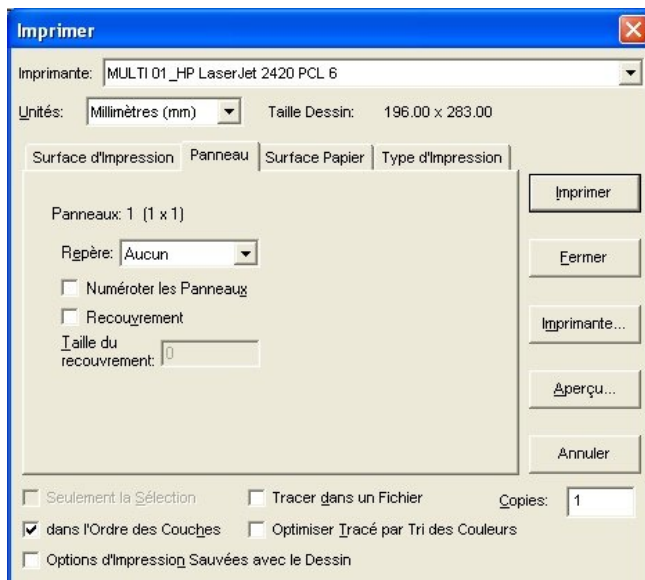 Imprimer
Imprimante: MULTI 01_HP LaserJet 2420 PCL 6
Unités: Millimètres (mm) Taille Dessin: 196.00 x 283.00
Surface d'Impression Panneau Surface Papier Type d'Impression
Panneaux: 1 (1 x 1)
Repère: Aucun
Numéroter les Panneaux
Recouvrement
Taille du
recouvrement: 0
Imprimer
Fermer
Imprimante...
Aperçu...
Annuler
Seulement la Sélection Tracer dans un Fichier Copies: 1
dans l'Ordre des Couches Optimiser Tracé par Tri des Couleurs
Options d'Impression Sauvées avec le Dessin